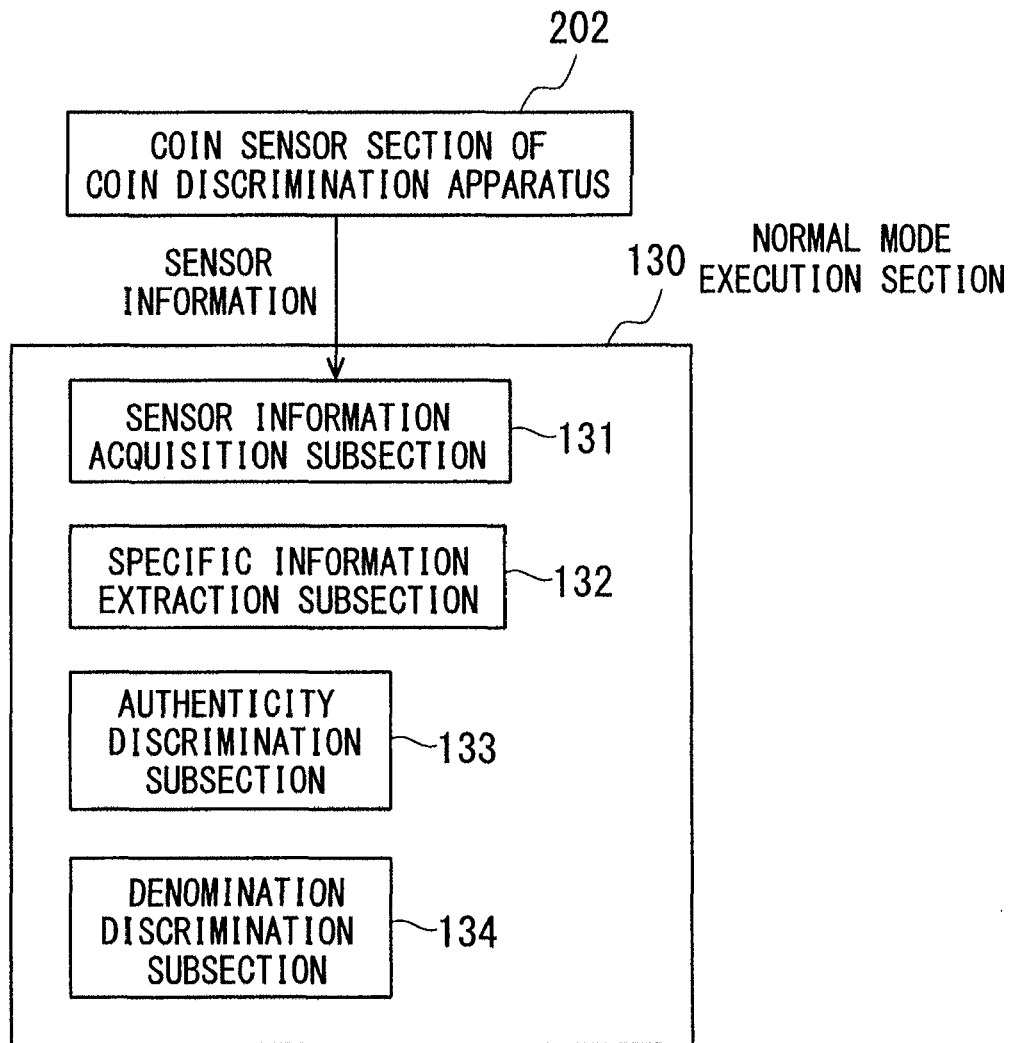 202
COIN SENSOR SECTION OF
COIN DISCRIMINATION APPARATUS
SENSOR
INFORMATION
130
NORMAL MODE
EXECUTION SECTION
SENSOR INFORMATION
ACQUISITION SUBSECTION
131
SPECIFIC INFORMATION
EXTRACTION SUBSECTION
132
AUTHENTICITY
DISCRIMINATION
SUBSECTION
133
DENOMINATION
DISCRIMINATION
SUBSECTION
134